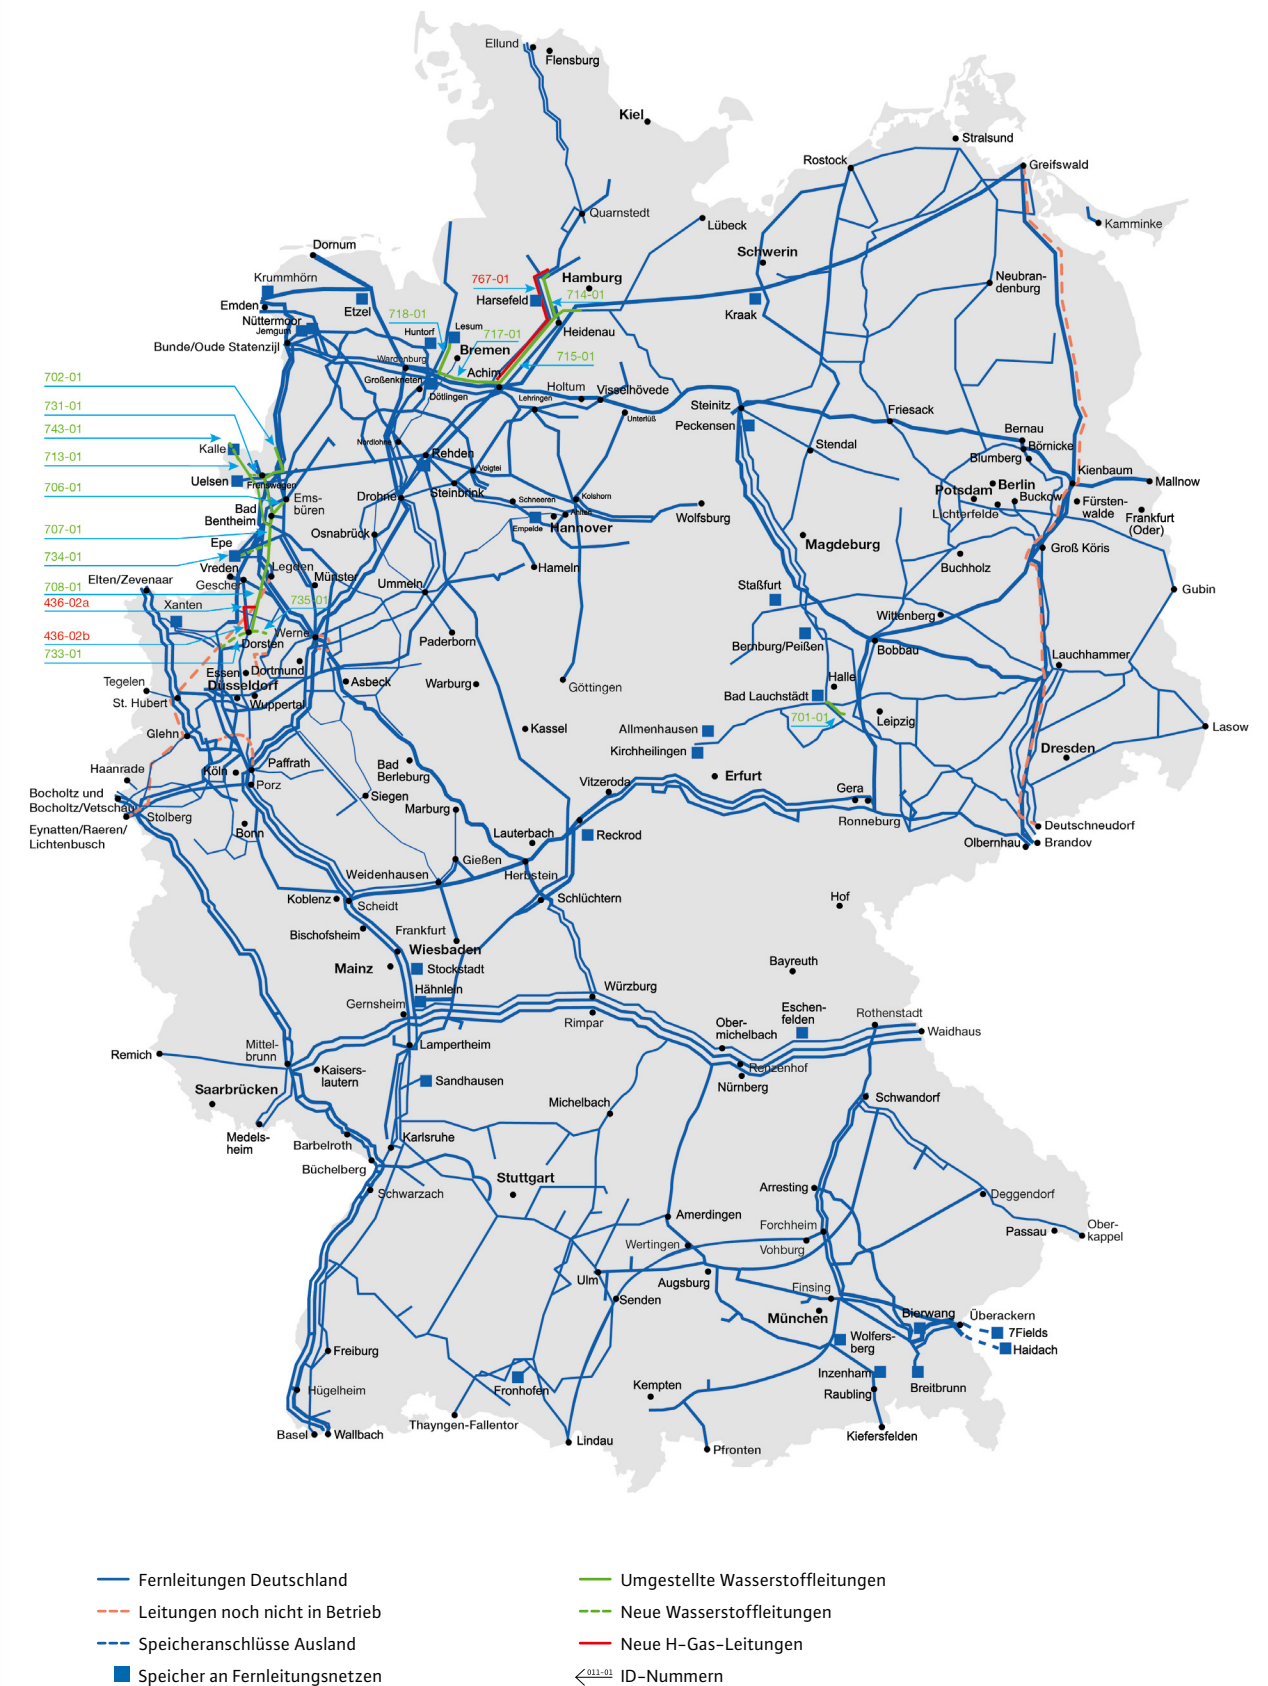 Ellund
Flensburg
Kiel
Stralsund
Rostock
Greifswald
Quarnstedt
Lübeck
Kamminke
Dornum
Schwerin
Krummhörn
767-01
Hamburg
Neubran-
denburg
Emden
Etzel
Harsefeld
714-01
Kraak
718-01
Nüttermoor
Jemgum
Huntorf
Lesum
717-01
Heidenau
Bunde/Oude Statenzijl
Bremen
Wardenburg
715-01
702-01
Großenkneten
Achim
Dötlingen
Holtum
Visselhövede
Lehringen
731-01
Unterlüß
Steinitz
Friesack
743-01
Peckensen
Bernau
Kalle
Nordlohne
Stendal
Börnicke
713-01
Rehden
Blumberg
Frenswegen
Voigtei
Kienbaum
Uelsen
Mallnow
706-01
Ems-
büren
Drohne
Steinbrink
Schneeren
Kolshorn
Potsdam
Berlin
Buckow
Fürsten-
walde
Bad
Bentheim
Ahlten
Wolfsburg
Lichterfelde
Frankfurt
(Oder)
707-01
Osnabrück
Empelde
Hannover
Epe
Magdeburg
Groß Köris
734-01
Vreden
Legden
Hameln
Buchholz
Elten/Zevenaar
Gescher
Münster
Ummeln
Staßfurt
Gubin
708-01
436-02a
Xanten
735-01
Wittenberg
436-02b
Werne
Dorsten
Paderborn
Bernburg/Peißen
Bobbau
733-01
Lauchhammer
Essen
Dortmund
Tegelen
Düsseldorf
Asbeck
Warburg
Göttingen
Halle
St. Hubert
Wuppertal
Bad Lauchstädt
701-01
Leipzig
Glehn
Kassel
Allmenhausen
Lasow
Kirchheilingen
Dresden
Haanrade
Köln
Paffrath
Bad
Berleburg
Erfurt
Porz
Vitzeroda
Gera
Bocholtz und
Bocholtz/Vetschau
Siegen
Marburg
Stolberg
Ronneburg
Eynatten/Raeren/
Lichtenbusch
Bonn
Lauterbach
Reckrod
Deutschneudorf
Olbernhau
Brandov
Gießen
Weidenhausen
Herbstein
Koblenz
Scheidt
Schlüchtern
Hof
Bischofsheim
Frankfurt
Wiesbaden
Mainz
Stockstadt
Bayreuth
Hähnlein
Würzburg
Gernsheim
Eschen-
felden
Rimpar
Rothenstadt
Ober-
michelbach
Waidhaus
Mittel-
brunn
Lampertheim
Remich
Kaisers-
lautern
Renzenhof
Sandhausen
Nürnberg
Saarbrücken
Michelbach
Schwandorf
Medels-
heim
Barbelroth
Karlsruhe
Büchelberg
Stuttgart
Schwarzach
Arresting
Deggendorf
Amerdingen
Forchheim
Passau
Ober-
kappel
Wertingen
Vohburg
Ulm
Augsburg
Finsing
Senden
München
Bierwang
Überackern
7Fields
Haidach
Wolfers-
berg
Freiburg
Inzenham
Hügelheim
Fronhofen
Kempten
Raubling
Breitbrunn
Thayngen-Fallentor
Basel
Wallbach
Lindau
Kiefersfelden
Pfronten
Fernleitungen Deutschland
Umgestellte Wasserstoffleitungen
Leitungen noch nicht in Betrieb
Neue Wasserstoffleitungen
Speicheranschlüsse Ausland
Neue H-Gas-Leitungen
Speicher an Fernleitungsnetzen
011-01 ID-Nummern